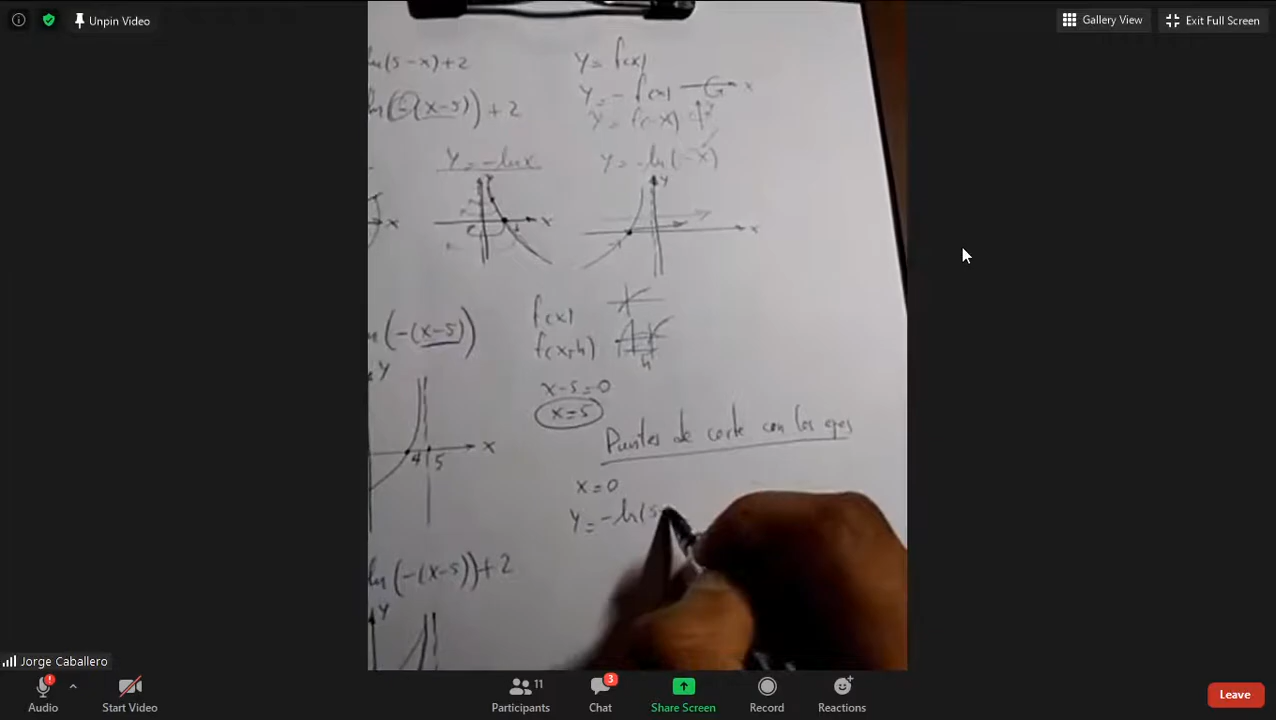 Unpin Video
Gallery View
Exit Full Screen
ln(5-x)+2
ln(-(x-5))+2
y = f(x)
y = -f(x) x
y = f(-x) y
y = -lnx
y = -ln(-x)
y
x
x
y
x
ln(-(x-5))
y
4 5 x
f(x)
f(x-h)
h
x-5=0
x=5
Puntos de corte con los ejes
x=0
y = -ln(5
ln(-(x-5))+2
y
Jorge Caballero
Audio
Start Video
11
Participants
3
Chat
Share Screen
Record
Reactions
Leave